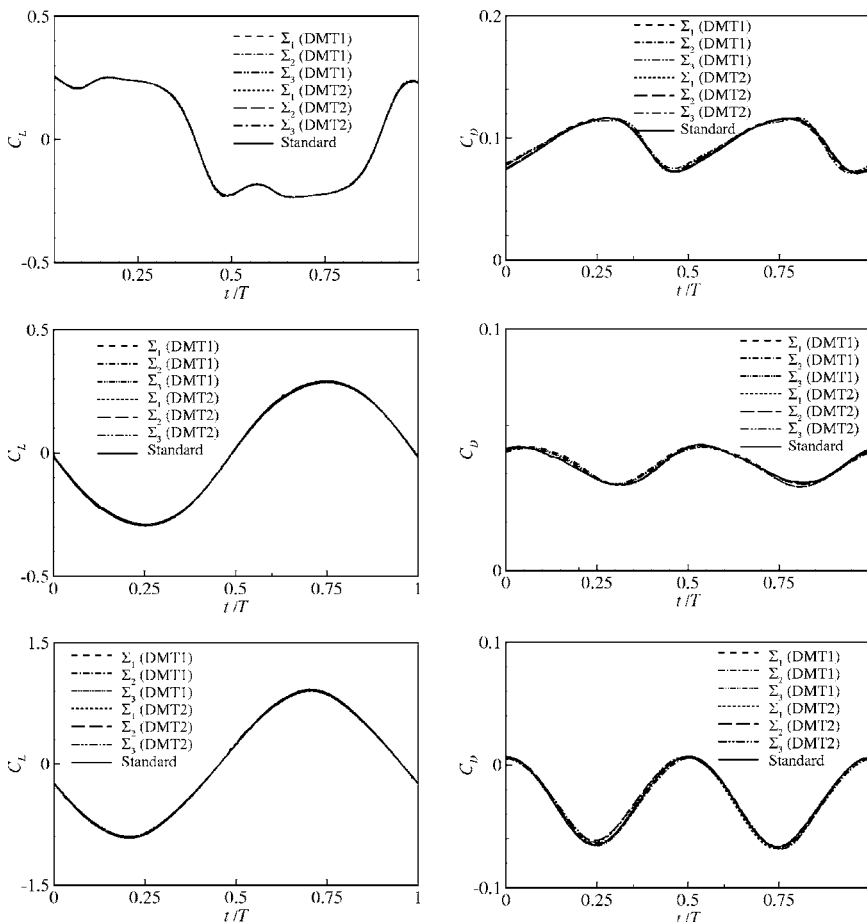 0.5
Σ1 (DMT1)
Σ2 (DMT1)
Σ3 (DMT1)
Σ1 (DMT2)
Σ2 (DMT2)
Σ3 (DMT2)
Standard
CL
0
-0.5
0.25
0.5
0.75
1
t/T
0.2
Σ1 (DMT1)
Σ2 (DMT1)
Σ3 (DMT1)
Σ1 (DMT2)
Σ2 (DMT2)
Σ3 (DMT2)
Standard
CD
0.1
0
0
0.25
0.5
0.75
1
t/T
0.5
Σ1 (DMT1)
Σ2 (DMT1)
Σ3 (DMT1)
Σ1 (DMT2)
Σ2 (DMT2)
Σ3 (DMT2)
Standard
CL
0
-0.5
0
0.25
0.5
0.75
1
t/T
0.1
Σ1 (DMT1)
Σ2 (DMT1)
Σ3 (DMT1)
Σ1 (DMT2)
Σ2 (DMT2)
Σ3 (DMT2)
Standard
CD
0
0
0.25
0.5
0.75
1
t/T
1.5
Σ1 (DMT1)
Σ2 (DMT1)
Σ3 (DMT1)
Σ1 (DMT2)
Σ2 (DMT2)
Σ3 (DMT2)
Standard
CL
0
-1.5
0
0.25
0.5
0.75
1
t/T
0.1
Σ1 (DMT1)
Σ2 (DMT1)
Σ3 (DMT1)
Σ1 (DMT2)
Σ2 (DMT2)
Σ3 (DMT2)
Standard
CD
0
-0.1
0
0.25
0.5
0.75
1
t/T